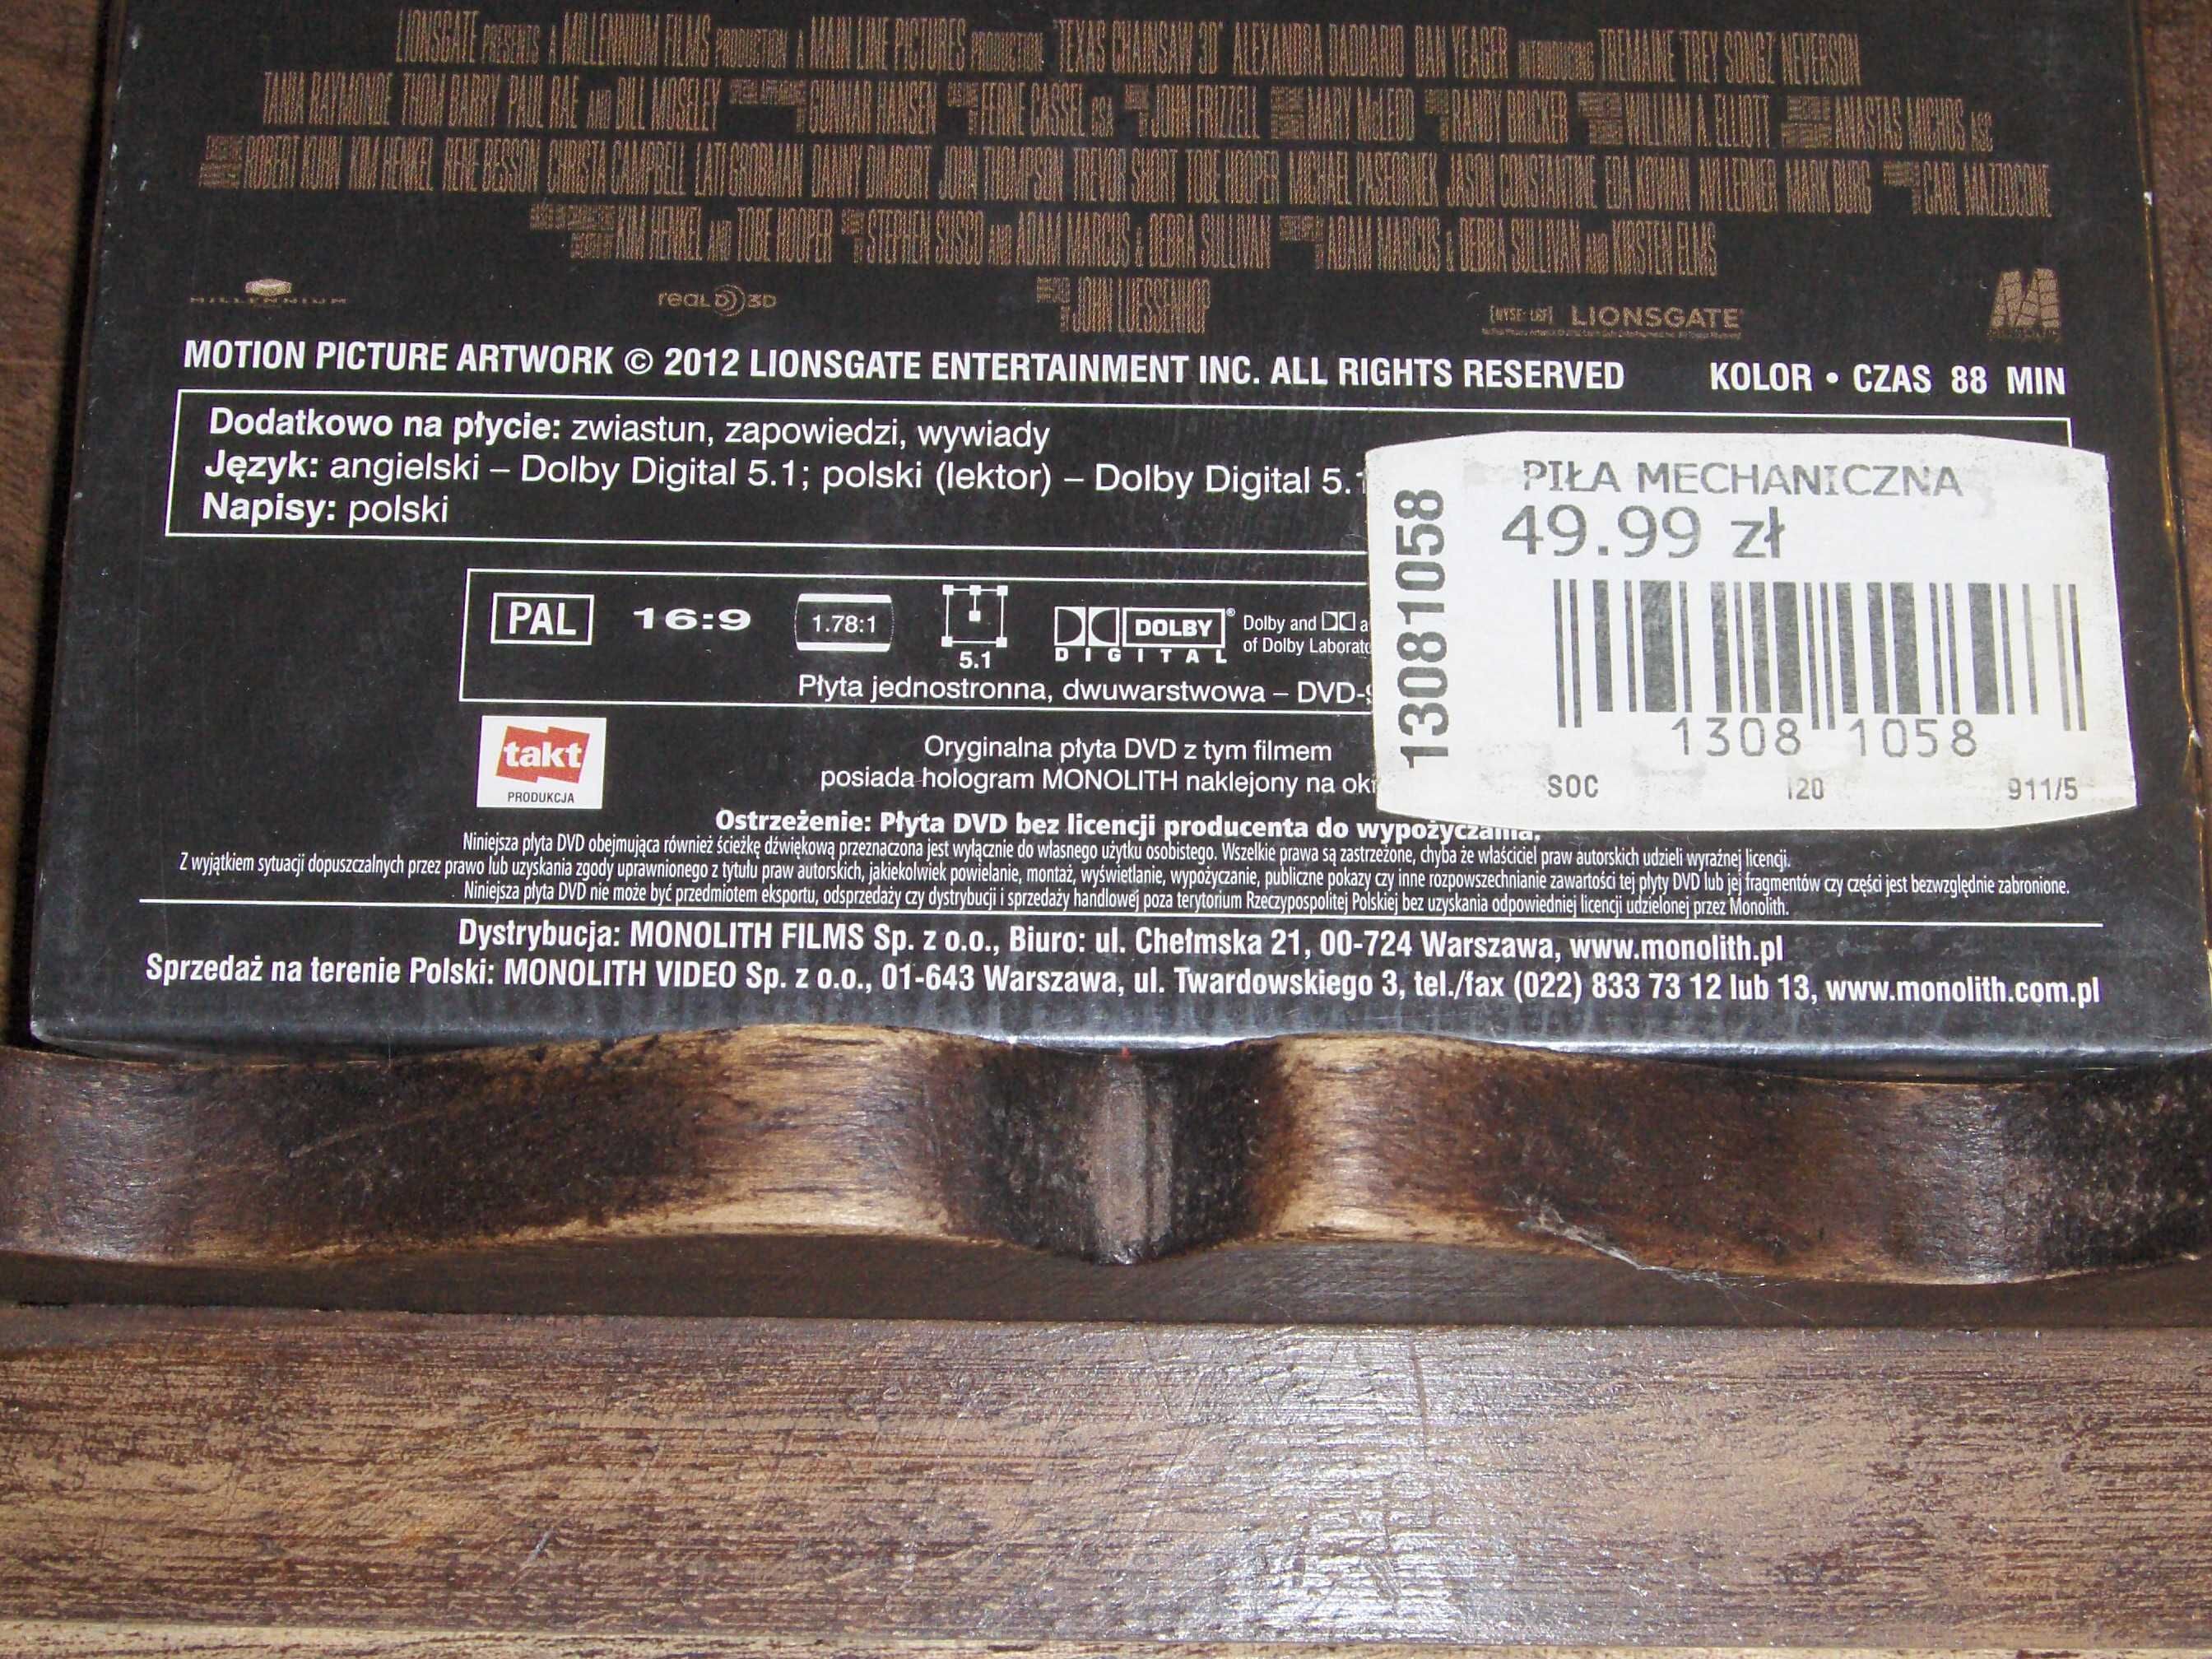 LIONSGATE PRESENTS A MILLENNIUM FILMS PRODUCTION A MAIN LINE PICTURES PRODUCTION "TEXAS CHAINSAW 3D" ALEXANDRA DADDARIO DAN YEAGER INTRODUCING TREMAINE 'TREY SONGZ' NEVERSON
TANIA RAYMONDE THOM BARRY PAUL RAE AND BILL MOSELEY GUNNAR HANSEN FERNE CASSEL, CSA JOHN FRIZZELL MARY McLEOD RANDY BRICKER WILLIAM A. ELLIOTT ANASTAS MICHOS ASC
ROBERT KUHN KIM HENKEL RENE BESSON CHRISTA CAMPBELL LATI GROBMAN DANNY DIMBORT JOHN THOMPSON TREVOR SHORT TOBE HOOPER MICHAEL PASEORNEK JASON CONSTANTINE EDA KOWAN AVI LERNER MARK BURG CARL MAZZOCONE
KIM HENKEL AND TOBE HOOPER STEPHEN SUSCO AND ADAM MARCUS & DEBRA SULLIVAN ADAM MARCUS & DEBRA SULLIVAN AND KIRSTEN ELMS
MILLENNIUM REAL D 3D JOHN LUESSENHOP [NYSE: LGF] LIONSGATE
MOTION PICTURE ARTWORK © 2012 LIONSGATE ENTERTAINMENT INC. ALL RIGHTS RESERVED KOLOR • CZAS 88 MIN
Dodatkowo na płycie: zwiastun, zapowiedzi, wywiady
Język: angielski – Dolby Digital 5.1; polski (lektor) – Dolby Digital 5.1
Napisy: polski
PIŁA MECHANICZNA
49.99 zł
13081058
1308 1058
SOC 120 911/5
PAL 16:9 1.78:1 5.1 DOLBY DIGITAL ® Dolby and a
of Dolby Laborato
Płyta jednostronna, dwuwarstwowa – DVD-9
takt
PRODUKCJA
Oryginalna płyta DVD z tym filmem
posiada hologram MONOLITH naklejony na ok
Ostrzeżenie: Płyta DVD bez licencji producenta do wypożyczania.
Niniejsza płyta DVD obejmująca również ścieżkę dźwiękową przeznaczona jest wyłącznie do własnego użytku osobistego. Wszelkie prawa są zastrzeżone, chyba że właściciel praw autorskich udzieli wyraźnej licencji.
Z wyjątkiem sytuacji dopuszczalnych przez prawo lub uzyskania zgody uprawnionego z tytułu praw autorskich, jakiekolwiek powielanie, montaż, wyświetlanie, wypożyczanie, publiczne pokazy czy inne rozpowszechnianie zawartości tej płyty DVD lub jej fragmentów czy części jest bezwzględnie zabronione.
Niniejsza płyta DVD nie może być przedmiotem eksportu, odsprzedaży czy dystrybucji i sprzedaży handlowej poza terytorium Rzeczypospolitej Polskiej bez uzyskania odpowiedniej licencji udzielonej przez Monolith.
Dystrybucja: MONOLITH FILMS Sp. z o.o., Biuro: ul. Chełmska 21, 00-724 Warszawa, www.monolith.pl
Sprzedaż na terenie Polski: MONOLITH VIDEO Sp. z o.o., 01-643 Warszawa, ul. Twardowskiego 3, tel./fax (022) 833 73 12 lub 13, www.monolith.com.pl